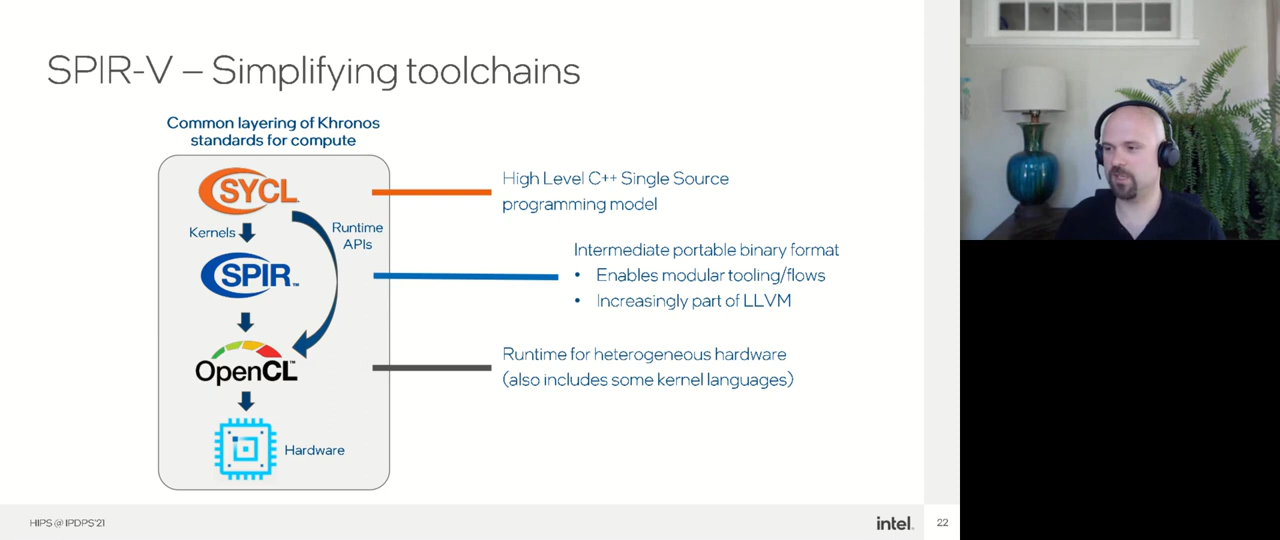 SPIR-V – Simplifying toolchains
Common layering of Khronos
standards for compute
SYCL
Kernels
Runtime
APIs
SPIR™
OpenCL™
Hardware
High Level C++ Single Source
programming model
Intermediate portable binary format
• Enables modular tooling/flows
• Increasingly part of LLVM
Runtime for heterogeneous hardware
(also includes some kernel languages)
HIPS @ IPDPS'21
intel.
22